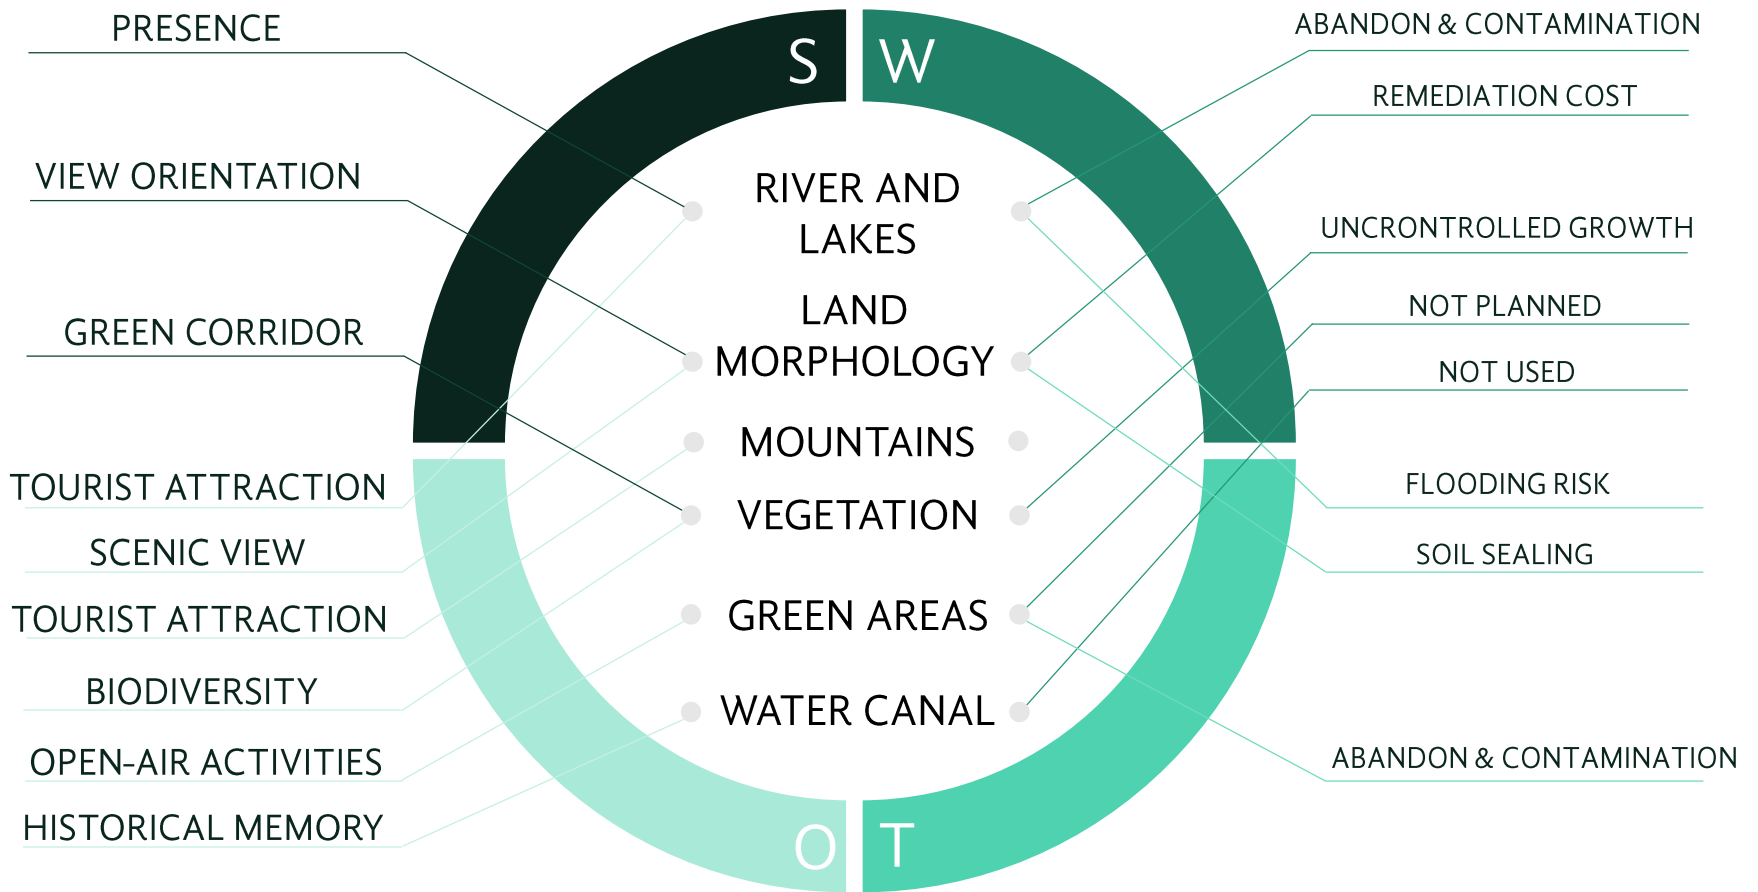 PRESENCE
VIEW ORIENTATION
GREEN CORRIDOR
TOURIST ATTRACTION
SCENIC VIEW
TOURIST ATTRACTION
BIODIVERSITY
OPEN-AIR ACTIVITIES
HISTORICAL MEMORY
S
W
RIVER AND
LAKES
LAND
MORPHOLOGY
MOUNTAINS
VEGETATION
GREEN AREAS
WATER CANAL
O
T
ABANDON & CONTAMINATION
REMEDIATION COST
UNCRONTROLLED GROWTH
NOT PLANNED
NOT USED
FLOODING RISK
SOIL SEALING
ABANDON & CONTAMINATION